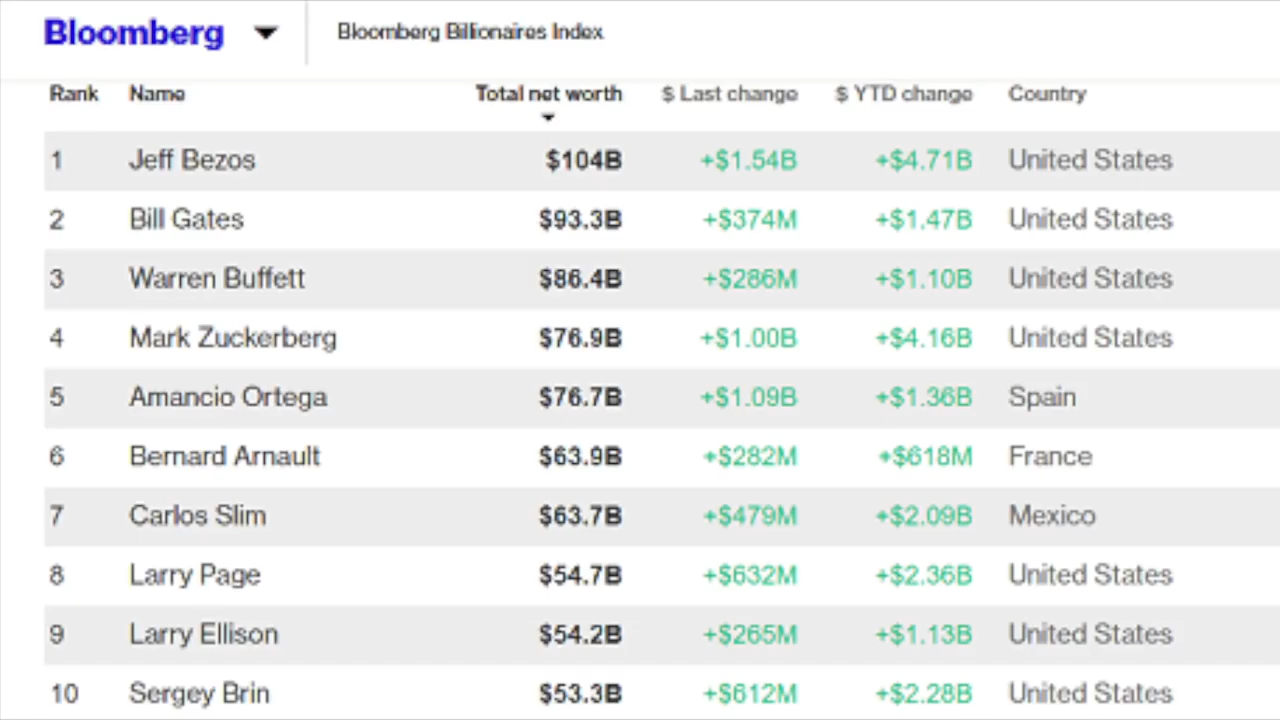 Bloomberg Bloomberg Billionaires Index
Rank Name Total net worth $ Last change $ YTD change Country
1 Jeff Bezos $104B +$1.54B +$4.71B United States
2 Bill Gates $93.3B +$374M +$1.47B United States
3 Warren Buffett $86.4B +$286M +$1.10B United States
4 Mark Zuckerberg $76.9B +$1.00B +$4.16B United States
5 Amancio Ortega $76.7B +$1.09B +$1.36B Spain
6 Bernard Arnault $63.9B +$282M +$618M France
7 Carlos Slim $63.7B +$479M +$2.09B Mexico
8 Larry Page $54.7B +$632M +$2.36B United States
9 Larry Ellison $54.2B +$265M +$1.13B United States
10 Sergey Brin $53.3B +$612M +$2.28B United States